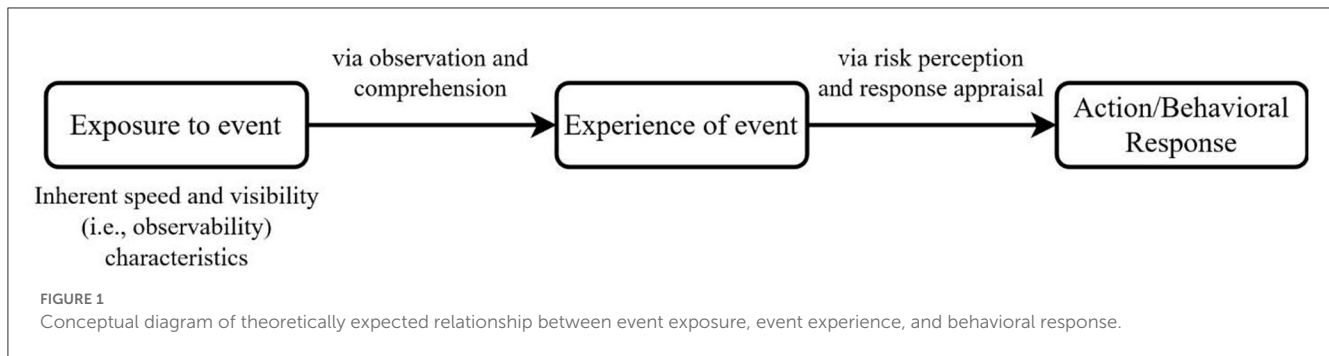 via observation and
comprehension
via risk perception
and response appraisal
Exposure to event
Experience of event
Action/Behavioral
Response
Inherent speed and visibility
(i.e., observability)
characteristics
FIGURE 1
Conceptual diagram of theoretically expected relationship between event exposure, event experience, and behavioral response.